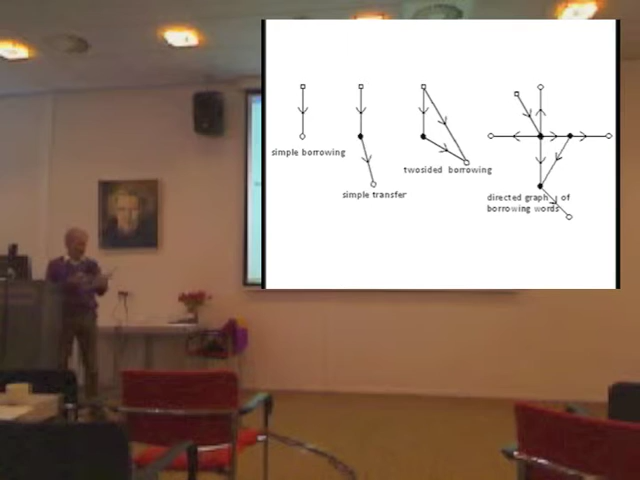 simple borrowing
simple transfer
twosided borrowing
directed graph of
borrowing words